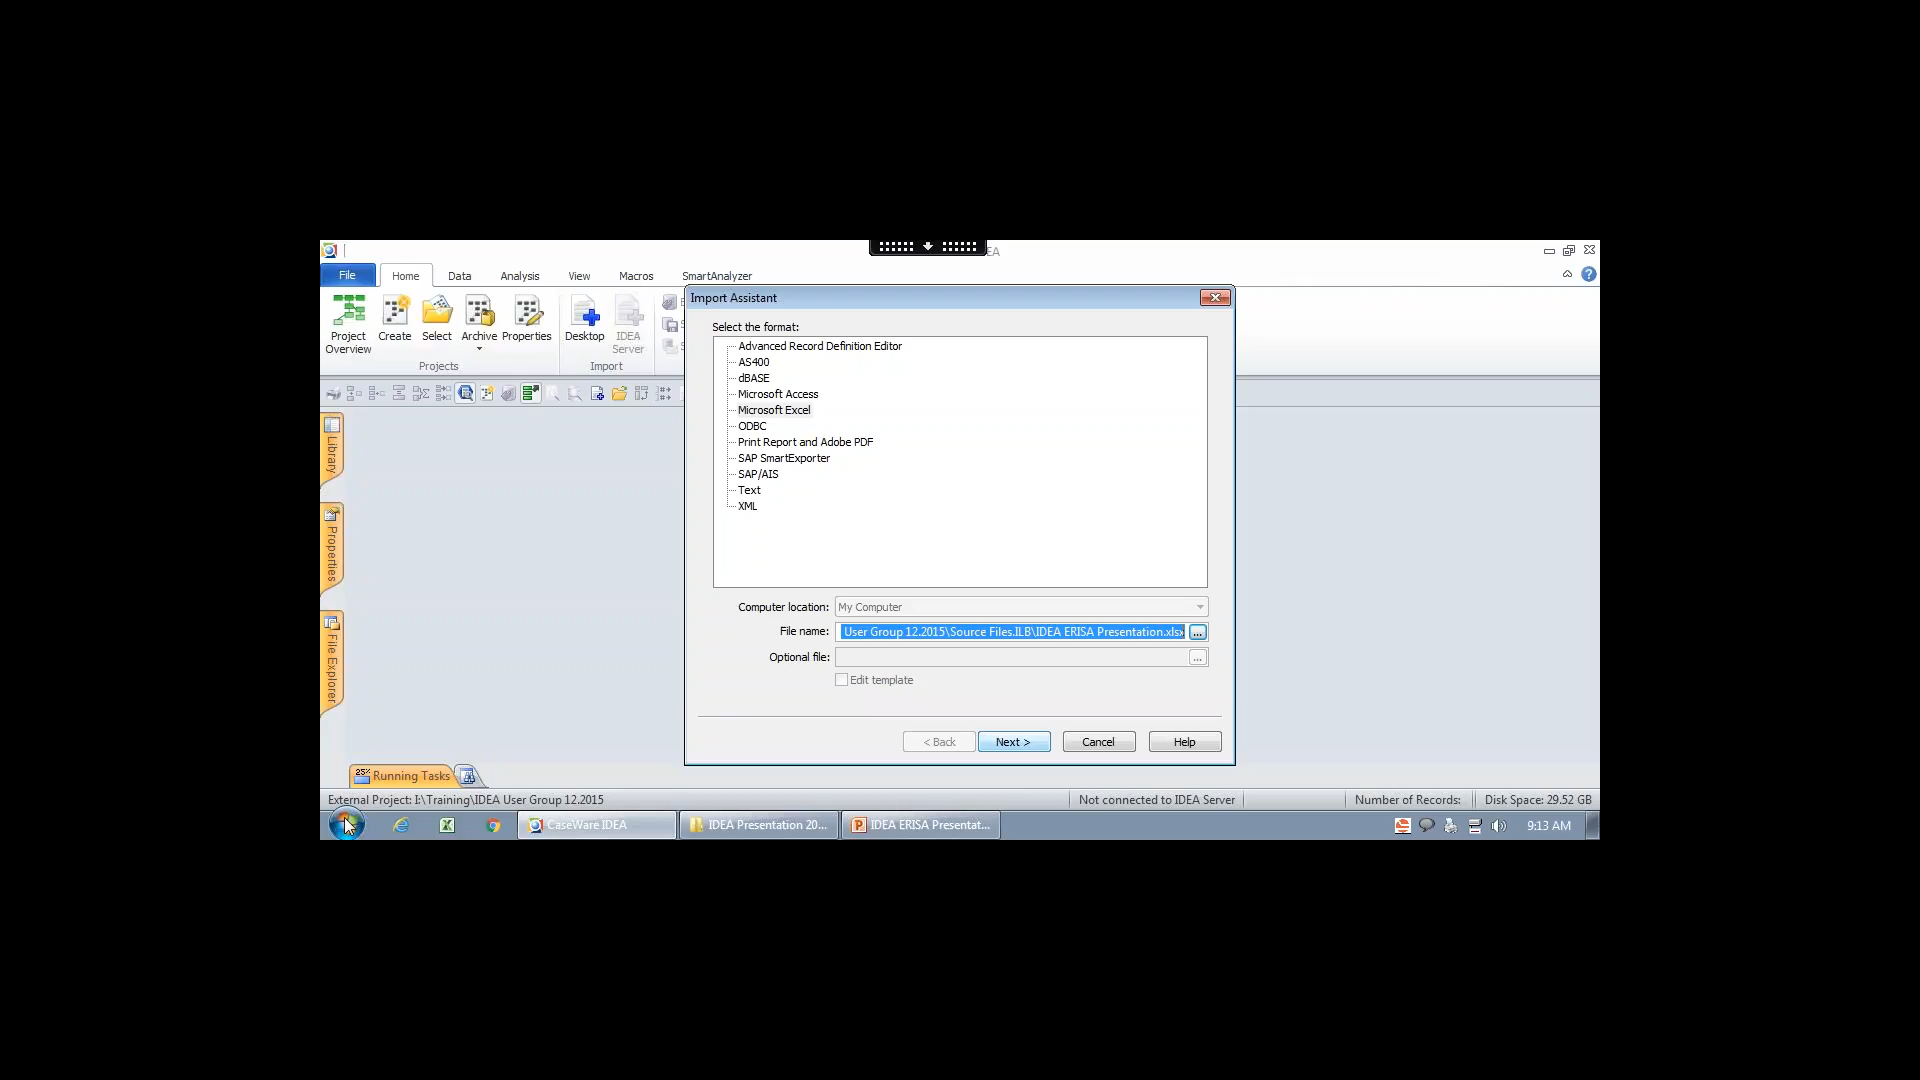 EA
File Home Data Analysis View Macros SmartAnalyzer
Project Overview
Create
Select
Archive
Properties
Desktop
IDEA Server
Projects
Import
Library
Properties
File Explorer
Import Assistant
Select the format:
Advanced Record Definition Editor
AS400
dBASE
Microsoft Access
Microsoft Excel
ODBC
Print Report and Adobe PDF
SAP SmartExporter
SAP/AIS
Text
XML
Computer location: My Computer
File name: User Group 12.2015\Source Files.ILB\IDEA ERISA Presentation.xlsx ...
Optional file: ...
Edit template
< Back Next > Cancel Help
25% Running Tasks
External Project: I:\Training\IDEA User Group 12.2015 Not connected to IDEA Server Number of Records: Disk Space: 29.52 GB
CaseWare IDEA IDEA Presentation 20... IDEA ERISA Presentat... 9:13 AM